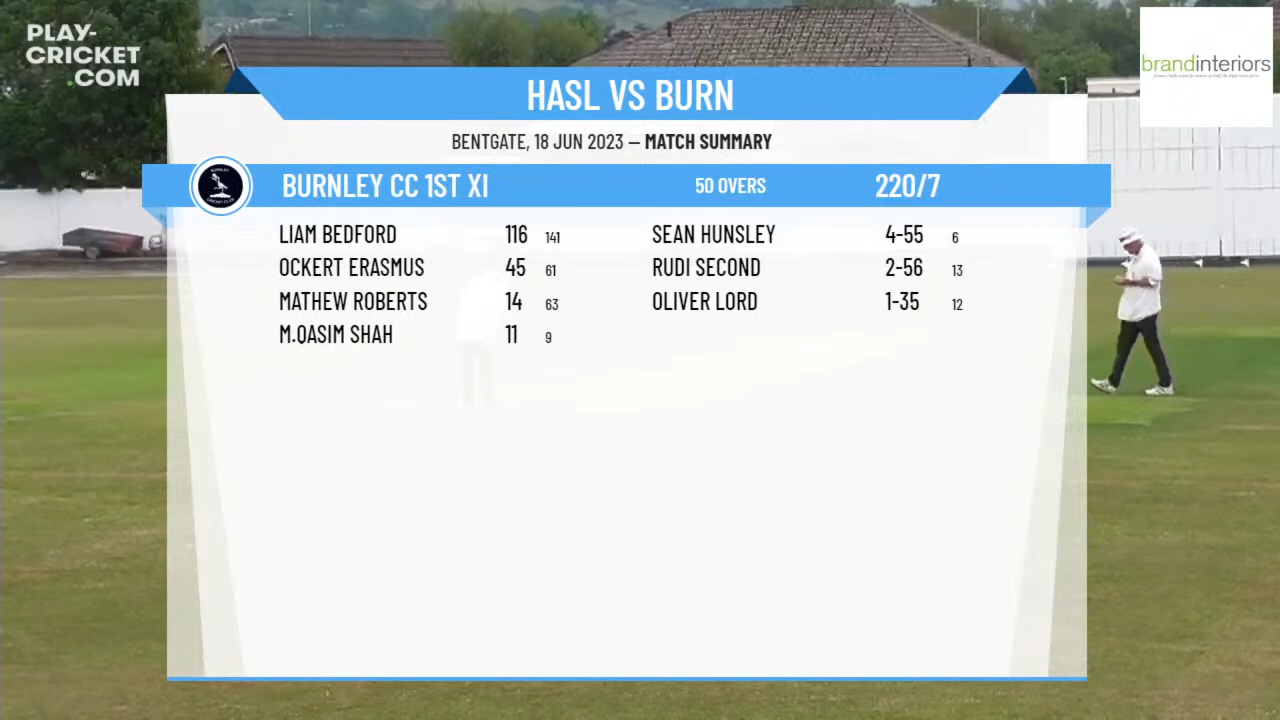 PLAY-
CRICKET
.COM
brandinteriors
HASL VS BURN
BENTGATE, 18 JUN 2023 – MATCH SUMMARY
BURNLEY CC 1ST XI 50 OVERS 220/7
LIAM BEDFORD 116 141 SEAN HUNSLEY 4-55 6
OCKERT ERASMUS 45 61 RUDI SECOND 2-56 13
MATHEW ROBERTS 14 63 OLIVER LORD 1-35 12
M.QASIM SHAH 11 9